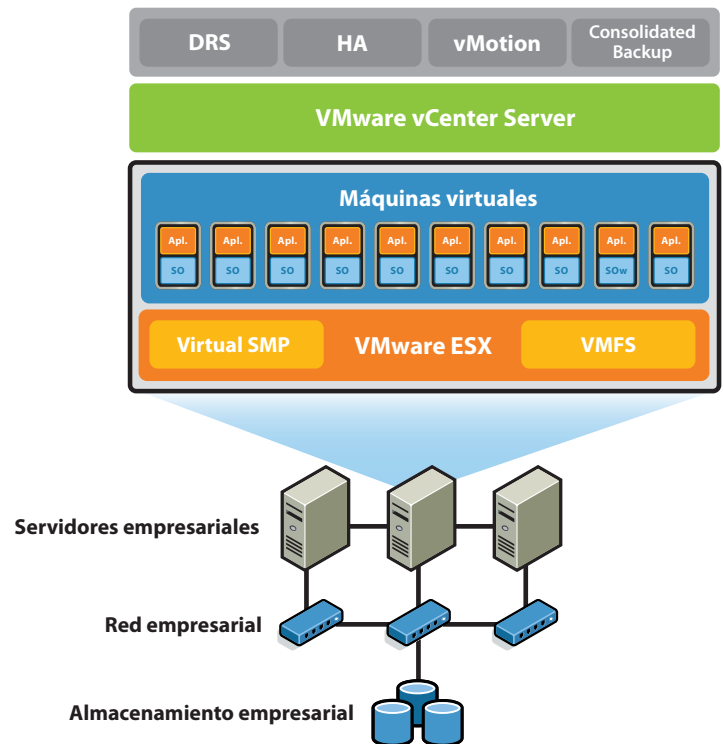 DRS
HA
vMotion
Consolidated
Backup
VMware vCenter Server
Máquinas virtuales
Apl. Apl. Apl. Apl. Apl. Apl. Apl. Apl. Apl. Apl.
SO SO SO SO SO SO SO SO SOw SO
Virtual SMP
VMware ESX
VMFS
Servidores empresariales
Red empresarial
Almacenamiento empresarial